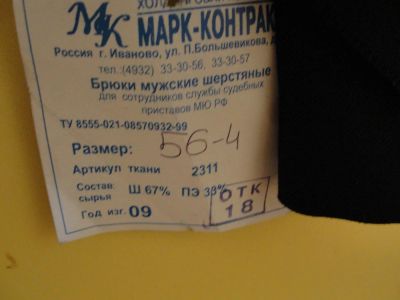 МК
МАРК-КОНТРАК
Россия г. Иваново, ул. П.Большевикова, д
тел.:(4932) 33-30-56, 33-30-57
Брюки мужские шерстяные
для сотрудников службы судебных
приставов МЮ РФ
ТУ 8555-021-08570932-99
Размер: 56-4
Артикул ткани 2311
Состав Ш 67% ПЭ 33%
сырья
Год изг. 09
ОТК
18